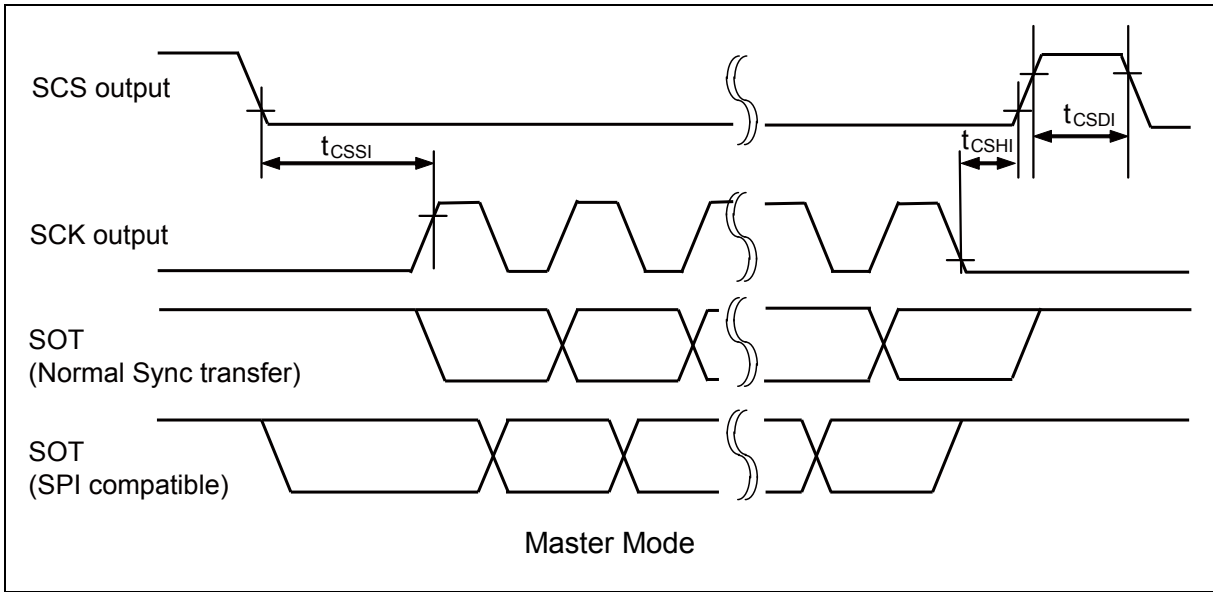 SCS output
tCSSI
tCSHI
tCSDI
SCK output
SOT
(Normal Sync transfer)
SOT
(SPI compatible)
Master Mode